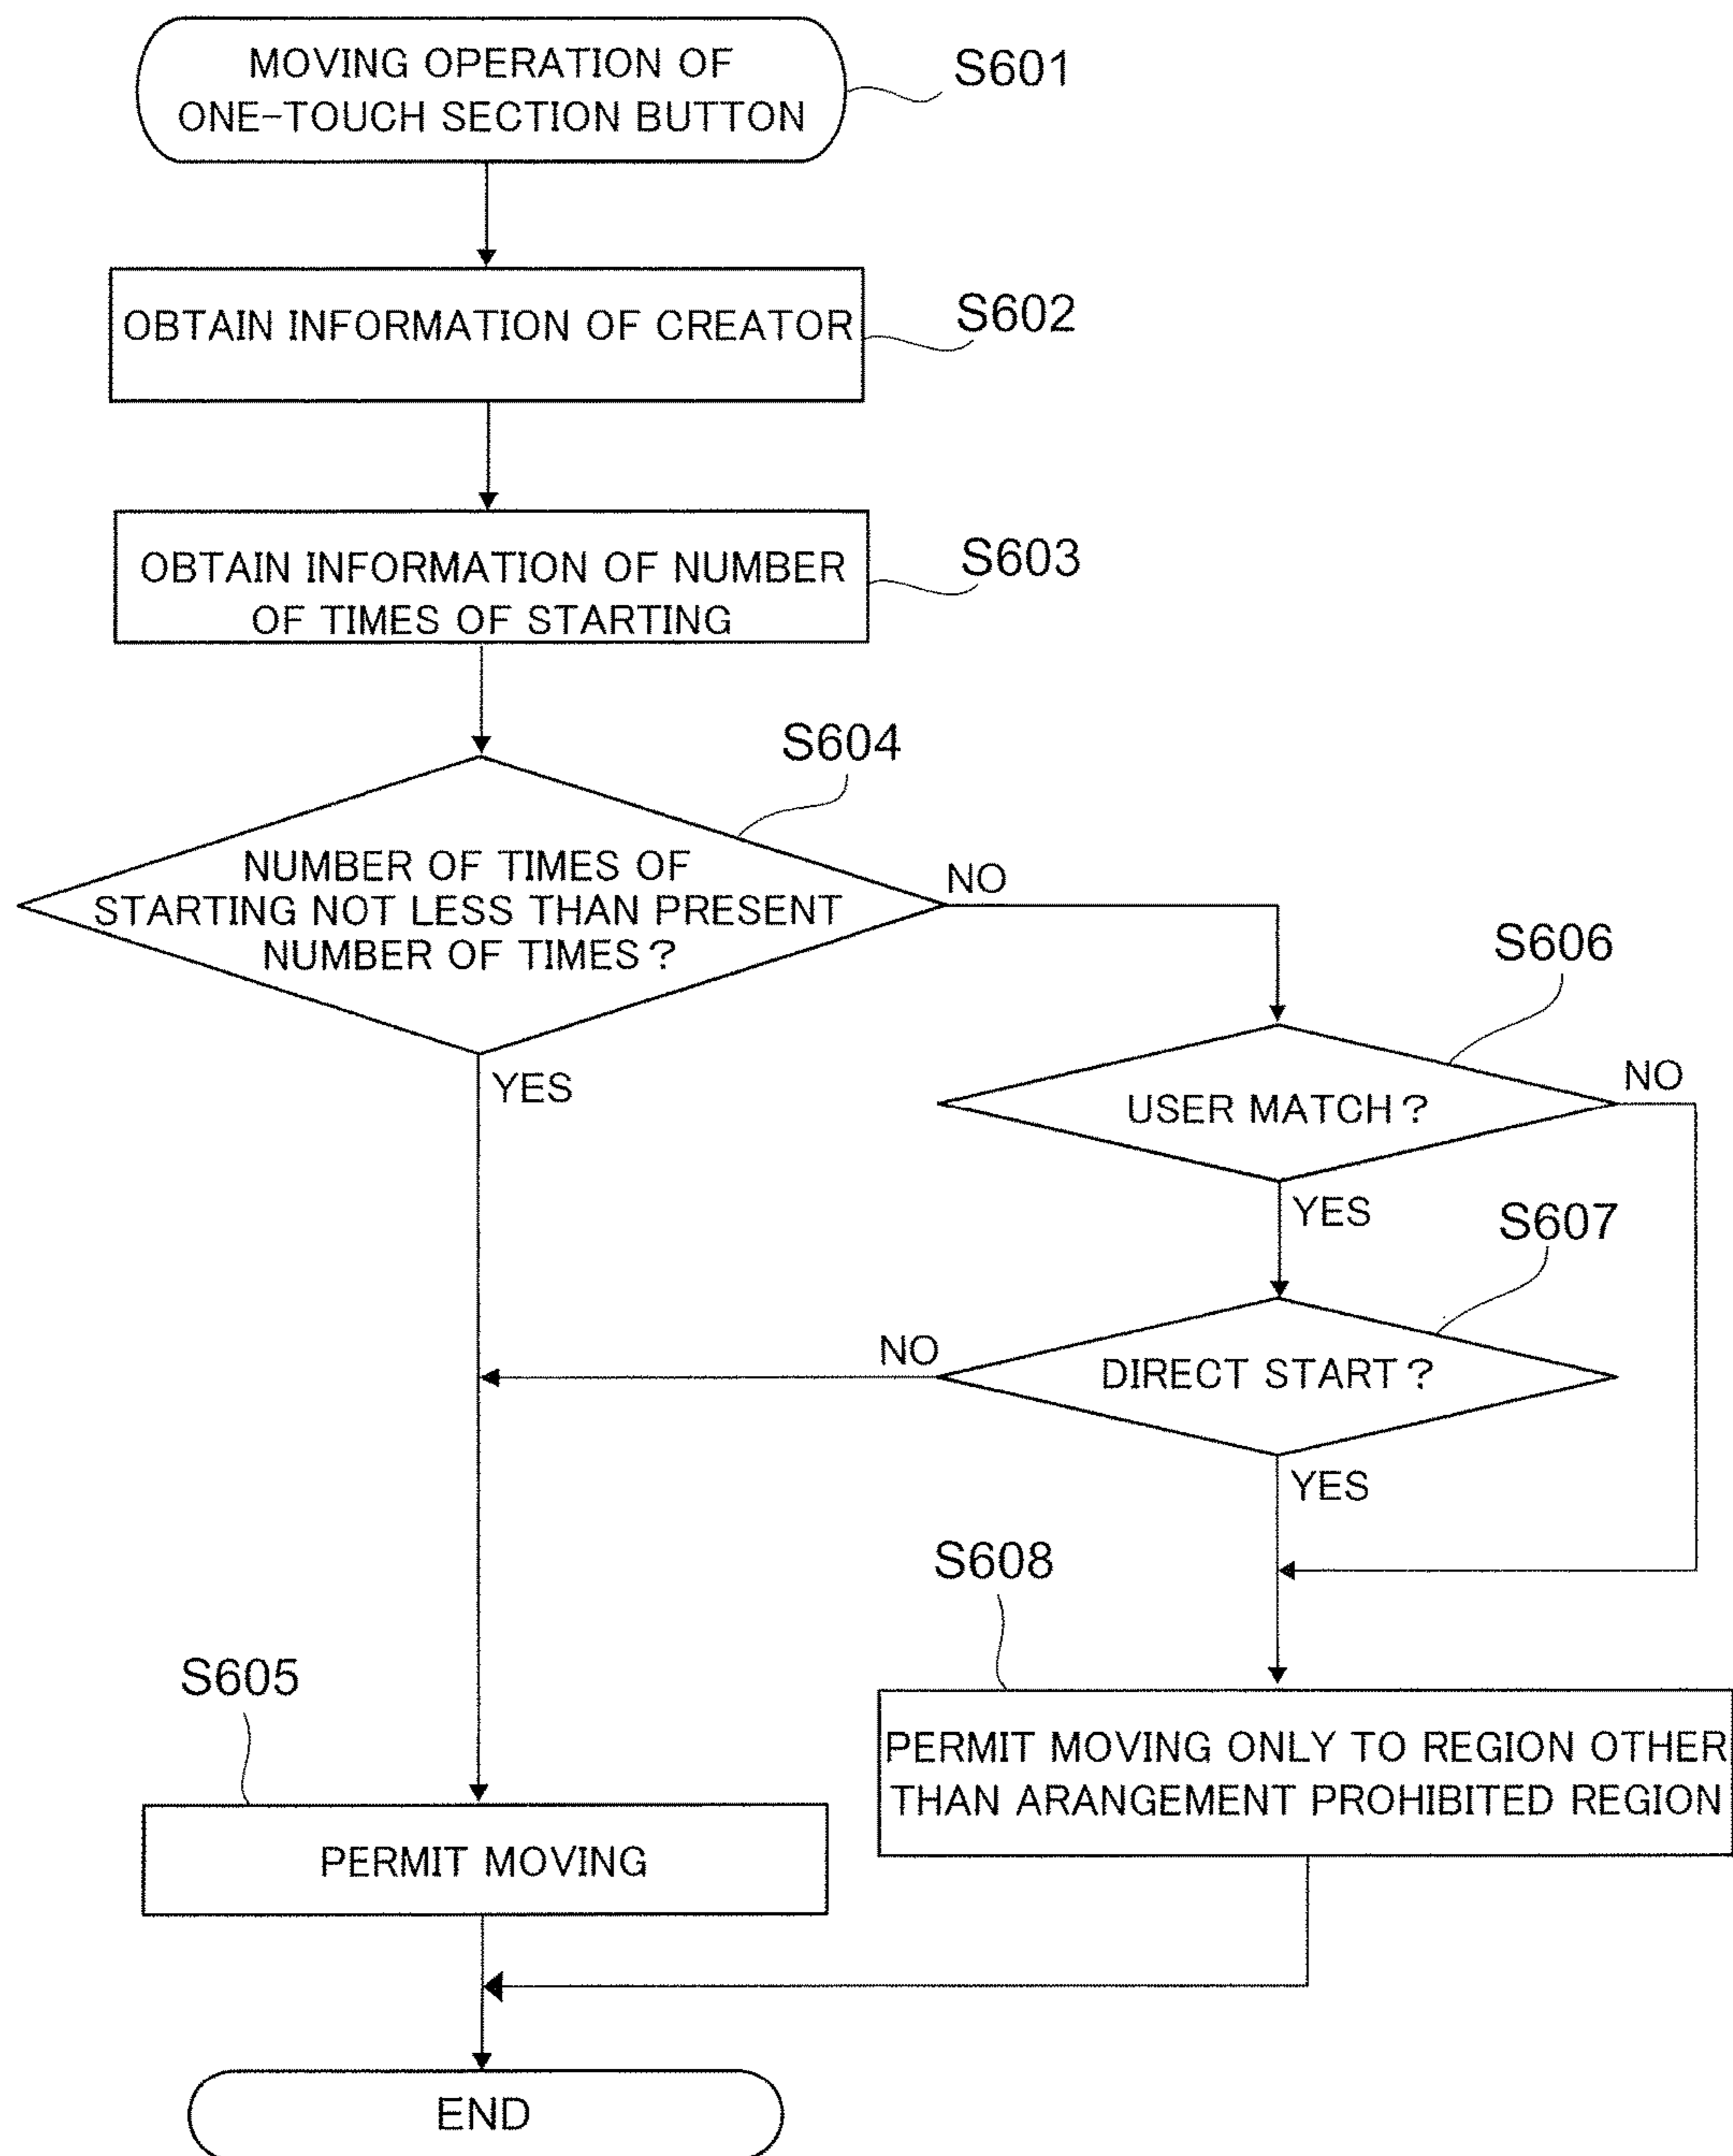 MOVING OPERATION OF
ONE-TOUCH SECTION BUTTON
S601
OBTAIN INFORMATION OF CREATOR
S602
OBTAIN INFORMATION OF NUMBER
OF TIMES OF STARTING
S603
S604
NUMBER OF TIMES OF
STARTING NOT LESS THAN PRESENT
NUMBER OF TIMES?
NO
YES
S606
USER MATCH?
NO
YES
S607
DIRECT START?
NO
YES
S608
PERMIT MOVING ONLY TO REGION OTHER
THAN ARANGEMENT PROHIBITED REGION
S605
PERMIT MOVING
END